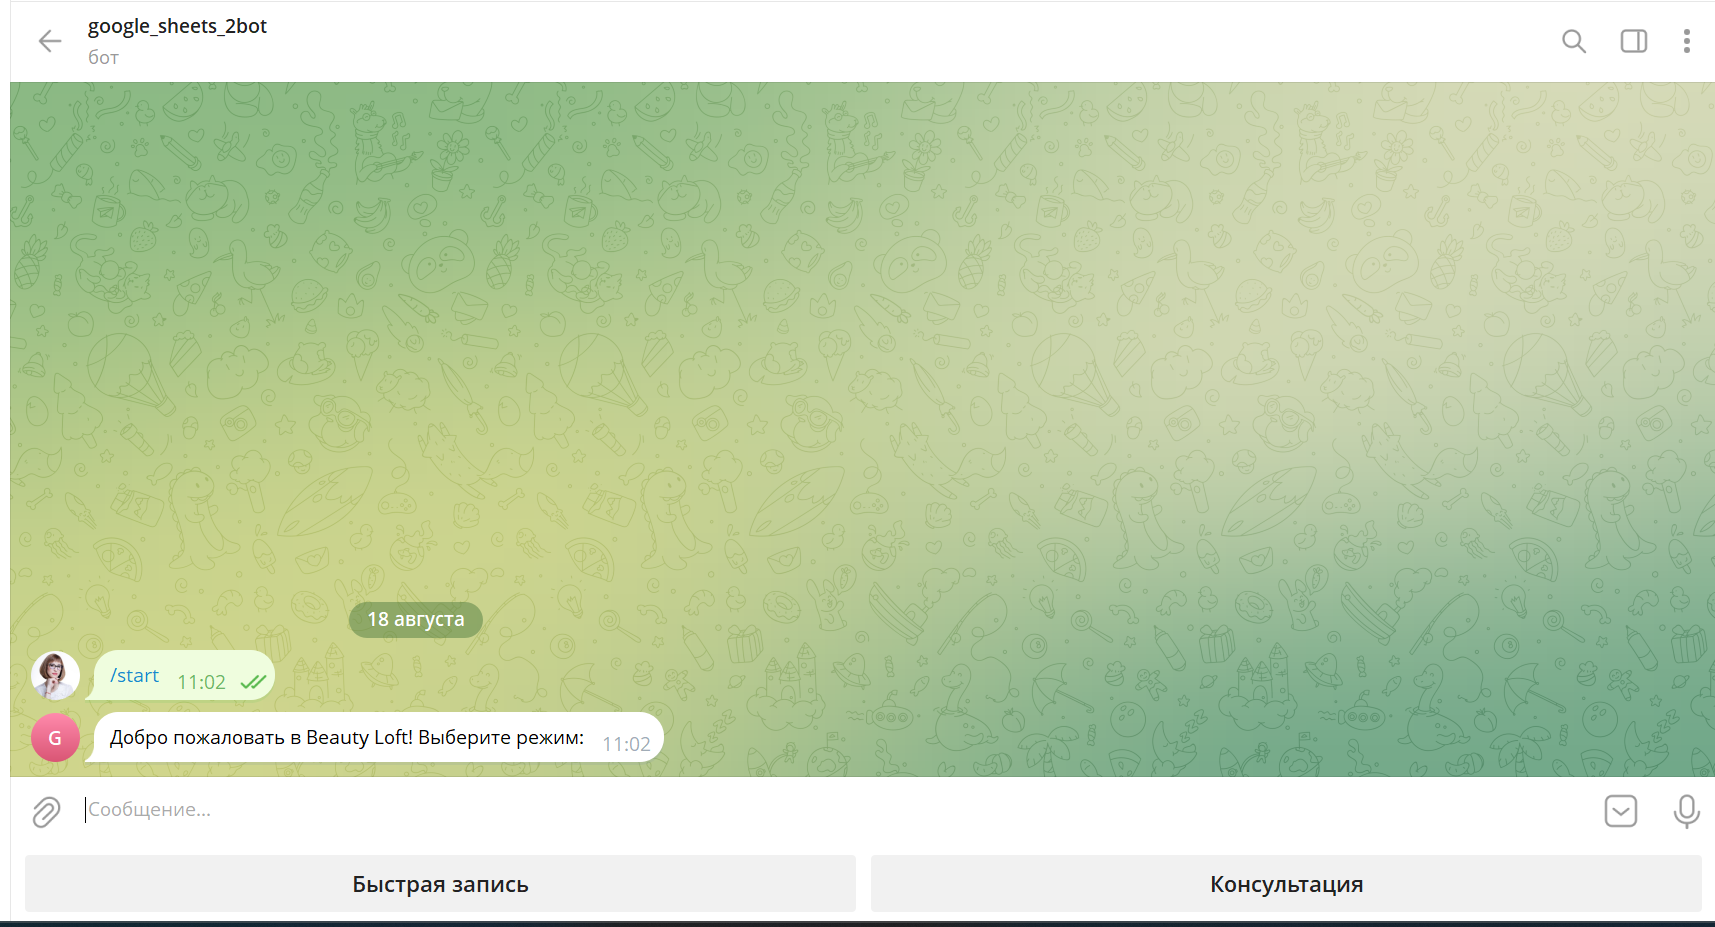 google_sheets_2bot
бот
18 августа
/start 11:02
G
Добро пожаловать в Beauty Loft! Выберите режим: 11:02
Сообщение...
Быстрая запись
Консультация